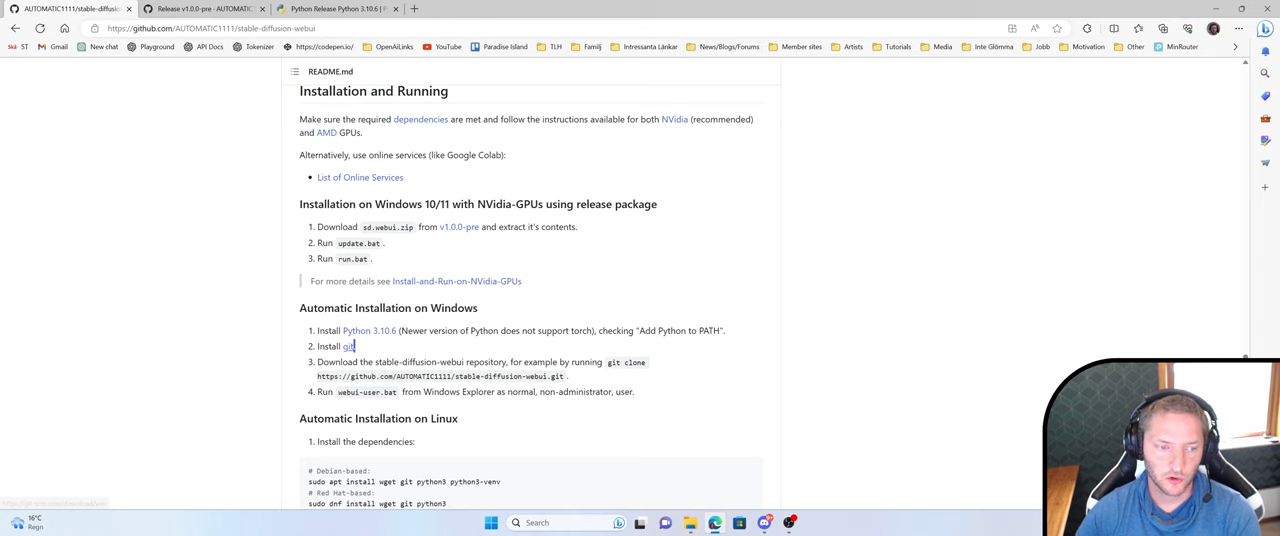 AUTOMATIC1111/stable-diffusio
Release v1.0.0-pre · AUTOMATIC1
Python Release Python 3.10.6 | P
https://github.com/AUTOMATIC1111/stable-diffusion-webui
ST
Gmail
New chat
Playground
API Docs
Tokenizer
https://codepen.io/
OpenAiLinks
YouTube
Paradise Island
TLH
Familj
Intressanta Länkar
News/Blogs/Forums
Member sites
Artists
Tutorials
Media
Inte Glömma
Jobb
Motivation
Other
MinRouter
README.md
Installation and Running
Make sure the required dependencies are met and follow the instructions available for both NVidia (recommended)
and AMD GPUs.
Alternatively, use online services (like Google Colab):
• List of Online Services
Installation on Windows 10/11 with NVidia-GPUs using release package
1. Download sd.webui.zip from v1.0.0-pre and extract it's contents.
2. Run update.bat.
3. Run run.bat.
For more details see Install-and-Run-on-NVidia-GPUs
Automatic Installation on Windows
1. Install Python 3.10.6 (Newer version of Python does not support torch), checking "Add Python to PATH".
2. Install git.
3. Download the stable-diffusion-webui repository, for example by running git clone
https://github.com/AUTOMATIC1111/stable-diffusion-webui.git.
4. Run webui-user.bat from Windows Explorer as normal, non-administrator, user.
Automatic Installation on Linux
1. Install the dependencies:
# Debian-based:
sudo apt install wget git python3 python3-venv
# Red Hat-based:
sudo dnf install wget git python3
https://git-scm.com/download/win
16°C
Regn
Search